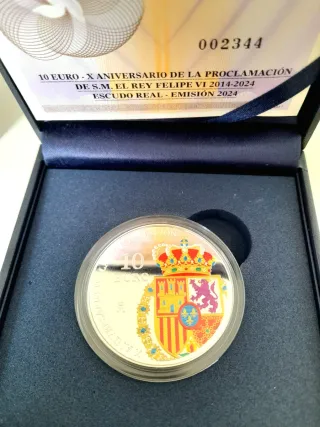 002344
10 EURO - X ANIVERSARIO DE LA PROCLAMACIÓN
DE S.M. EL REY FELIPE VI 2014-2024
ESCUDO REAL - EMISIÓN 2024
10
EURO